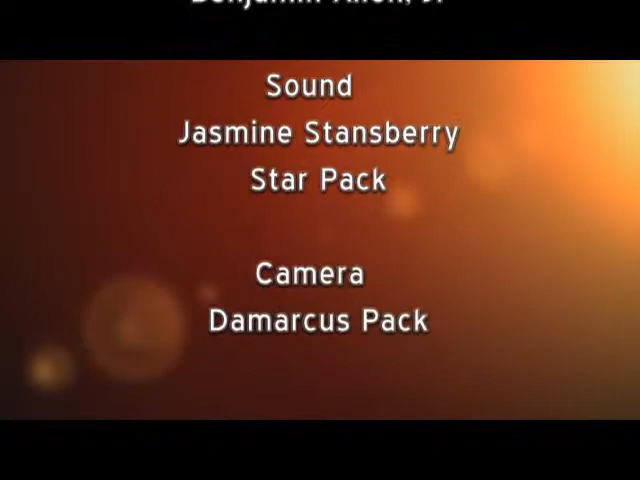 Sound
Jasmine Stansberry
Star Pack
Camera
Damarcus Pack